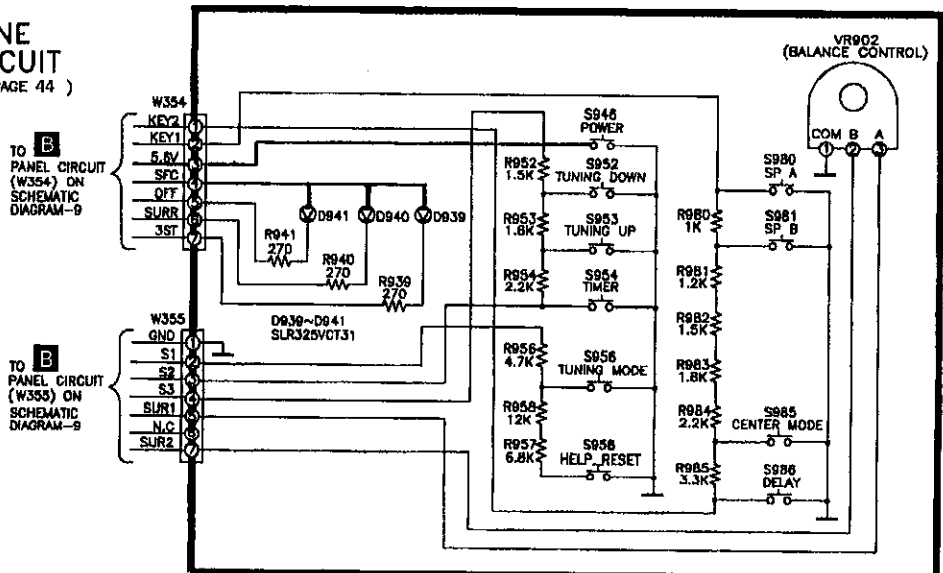 NE
CUIT
AGE 44 )
VR902
(BALANCE CONTROL)
COM B A
1 2 3
W354
KEY2 1
KEY1 2
5.6V 3
SFC 4
OFF 5
SURR 6
3ST 7
TO B
PANEL CIRCUIT
(W354) ON
SCHEMATIC
DIAGRAM-9
D941
D940
D939
R941
270
R940
270
R939
270
D939~D941
SLR325VCT31
W355
GND 1
S1 2
S2 3
S3 4
SUR1 5
N.C 6
SUR2 7
TO B
PANEL CIRCUIT
(W355) ON
SCHEMATIC
DIAGRAM-9
S946
POWER
R952
1.5K
S952
TUNING DOWN
R953
1.8K
S953
TUNING UP
R954
2.2K
S954
TIMER
R956
4.7K
S956
TUNING MODE
R958
12K
R957
6.8K
S958
HELP RESET
S980
SP A
R980
1K
S981
SP B
R981
1.2K
R982
1.5K
R983
1.8K
R984
2.2K
S985
CENTER MODE
R985
3.3K
S986
DELAY